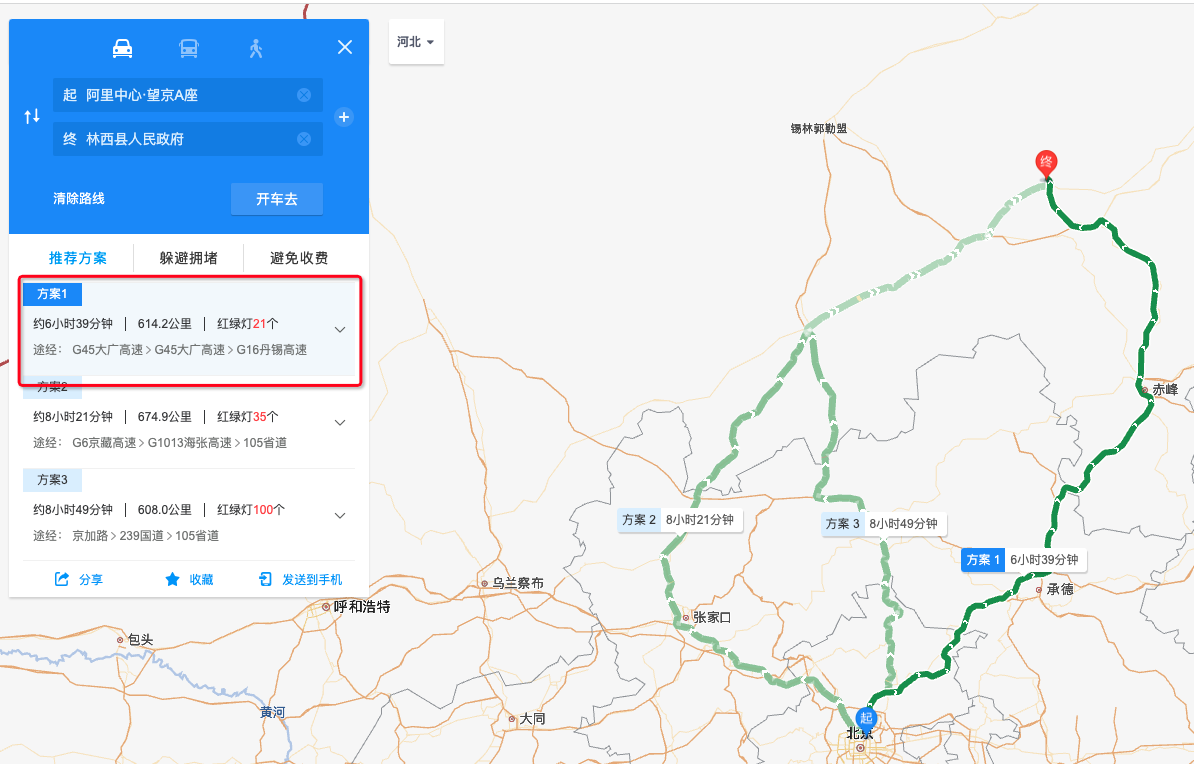 起 阿里中心·望京A座
终 林西县人民政府
清除路线
开车去
推荐方案 躲避拥堵 避免收费
方案1
约6小时39分钟 | 614.2公里 | 红绿灯21个
途经： G45大广高速 > G45大广高速 > G16丹锡高速
方案2
约8小时21分钟 | 674.9公里 | 红绿灯35个
途经： G6京藏高速 > G1013海张高速 > 105省道
方案3
约8小时49分钟 | 608.0公里 | 红绿灯100个
途经： 京加路 > 239国道 > 105省道
分享 收藏 发送到手机
河北
锡林郭勒盟
终
赤峰
方案 2 8小时21分钟
方案 3 8小时49分钟
方案 1 6小时39分钟
乌兰察布
承德
呼和浩特
张家口
包头
黄河
大同
起
北京